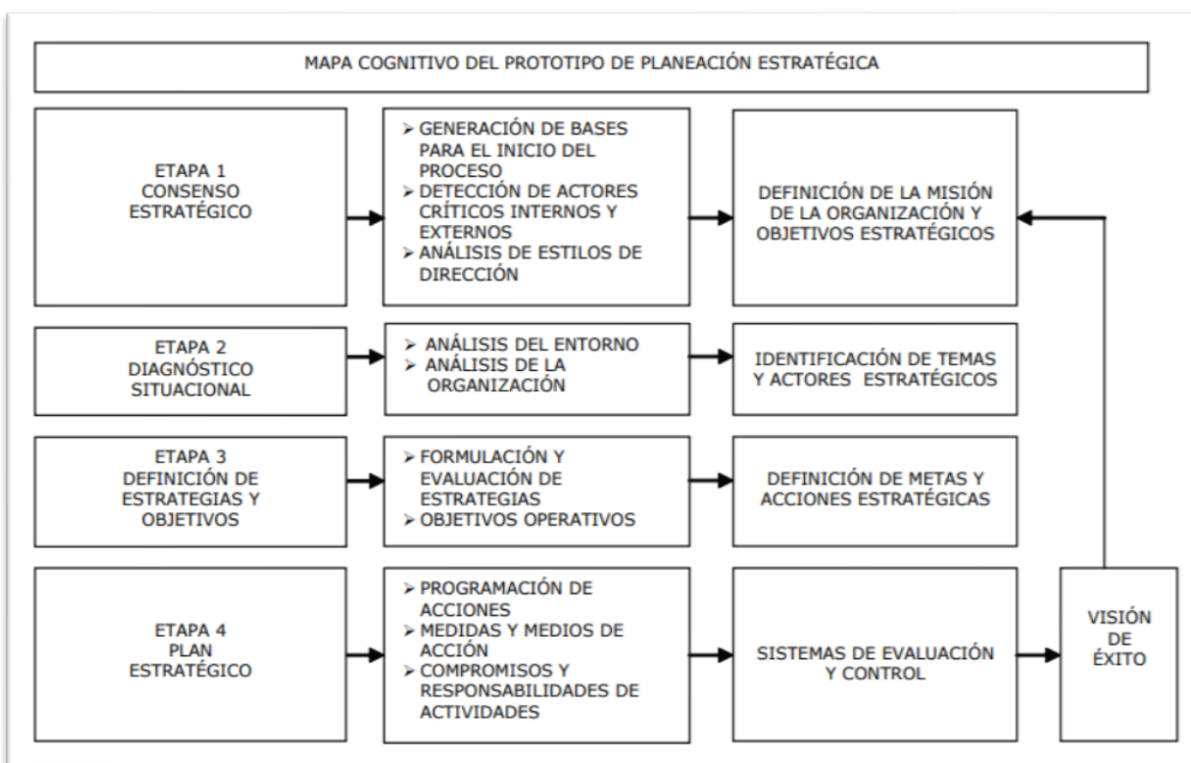 MAPA COGNITIVO DEL PROTOTIPO DE PLANEACIÓN ESTRATÉGICA
ETAPA 1
CONSENSO
ESTRATÉGICO
➢ GENERACIÓN DE BASES
PARA EL INICIO DEL
PROCESO
➢ DETECCIÓN DE ACTORES
CRÍTICOS INTERNOS Y
EXTERNOS
➢ ANÁLISIS DE ESTILOS DE
DIRECCIÓN
DEFINICIÓN DE LA MISIÓN
DE LA ORGANIZACIÓN Y
OBJETIVOS ESTRATÉGICOS
ETAPA 2
DIAGNÓSTICO
SITUACIONAL
➢ ANÁLISIS DEL ENTORNO
➢ ANÁLISIS DE LA
ORGANIZACIÓN
IDENTIFICACIÓN DE TEMAS
Y ACTORES ESTRATÉGICOS
ETAPA 3
DEFINICIÓN DE
ESTRATEGIAS Y
OBJETIVOS
➢ FORMULACIÓN Y
EVALUACIÓN DE
ESTRATEGIAS
➢ OBJETIVOS OPERATIVOS
DEFINICIÓN DE METAS Y
ACCIONES ESTRATÉGICAS
ETAPA 4
PLAN
ESTRATÉGICO
➢ PROGRAMACIÓN DE
ACCIONES
➢ MEDIDAS Y MEDIOS DE
ACCIÓN
➢ COMPROMISOS Y
RESPONSABILIDADES DE
ACTIVIDADES
SISTEMAS DE EVALUACIÓN
Y CONTROL
VISIÓN
DE
ÉXITO